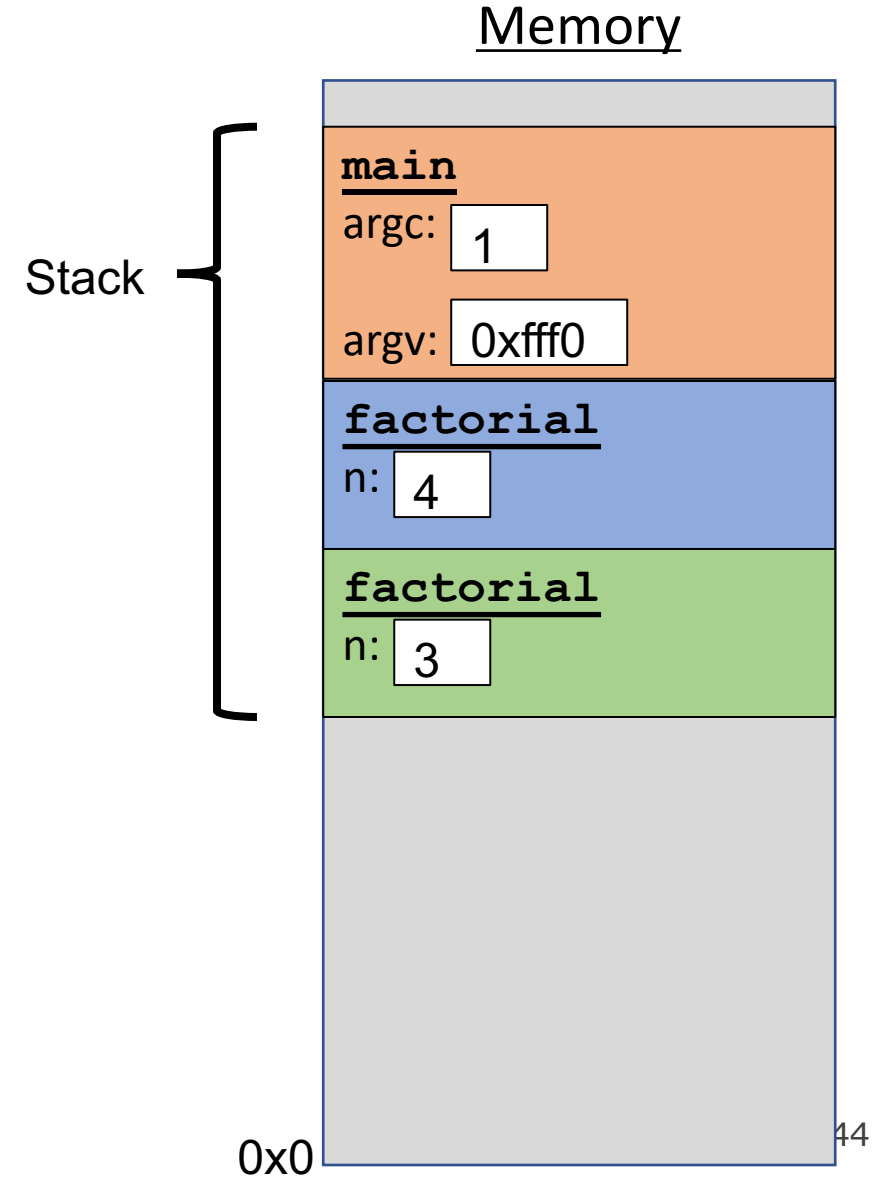 Memory
main
argc: 1
Stack
argv: 0xfff0
factorial
n: 4
factorial
n: 3
0x0
44